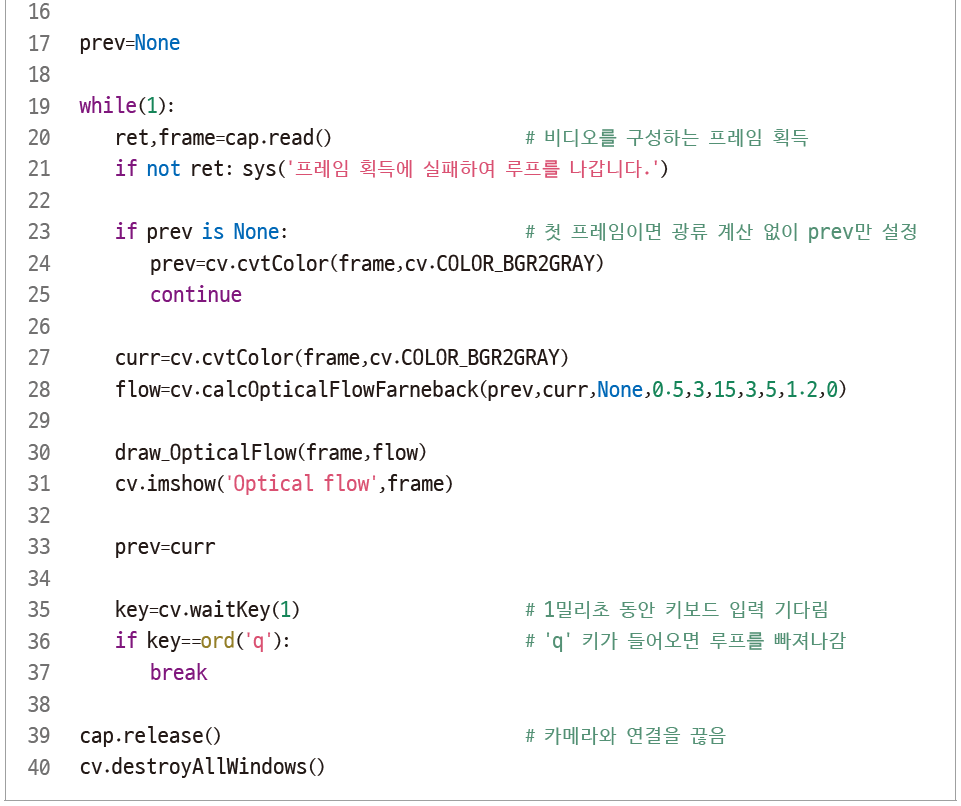 16
17 prev=None
18
19 while(1):
20 ret,frame=cap.read() # 비디오를 구성하는 프레임 획득
21 if not ret: sys('프레임 획득에 실패하여 루프를 나갑니다.')
22
23 if prev is None: # 첫 프레임이면 광류 계산 없이 prev만 설정
24 prev=cv.cvtColor(frame,cv.COLOR_BGR2GRAY)
25 continue
26
27 curr=cv.cvtColor(frame,cv.COLOR_BGR2GRAY)
28 flow=cv.calcOpticalFlowFarneback(prev,curr,None,0.5,3,15,3,5,1.2,0)
29
30 draw_OpticalFlow(frame,flow)
31 cv.imshow('Optical flow',frame)
32
33 prev=curr
34
35 key=cv.waitKey(1) # 1밀리초 동안 키보드 입력 기다림
36 if key==ord('q'): # 'q' 키가 들어오면 루프를 빠져나감
37 break
38
39 cap.release() # 카메라와 연결을 끊음
40 cv.destroyAllWindows()